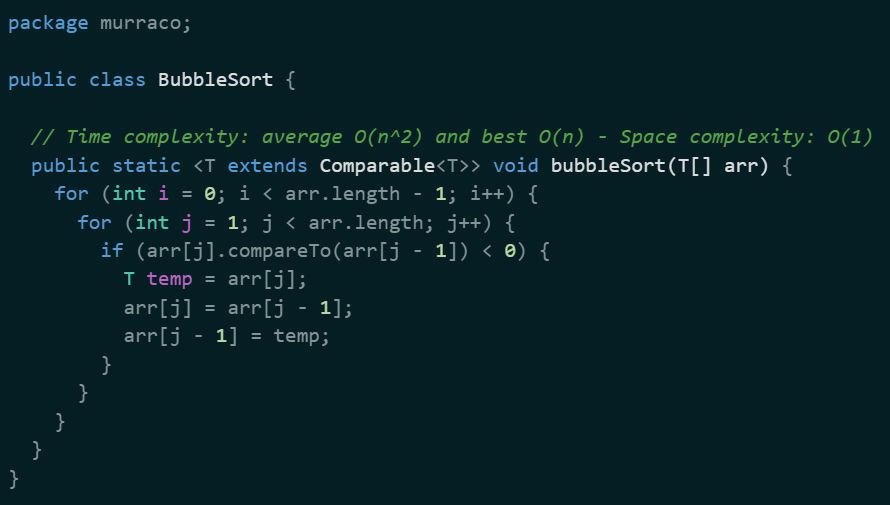 package murraco;
public class BubbleSort {
// Time complexity: average O(n^2) and best O(n) - Space complexity: O(1)
public static <T extends Comparable<T>> void bubbleSort(T[] arr) {
for (int i = 0; i < arr.length - 1; i++) {
for (int j = 1; j < arr.length; j++) {
if (arr[j].compareTo(arr[j - 1]) < 0) {
T temp = arr[j];
arr[j] = arr[j - 1];
arr[j - 1] = temp;
}
}
}
}
}